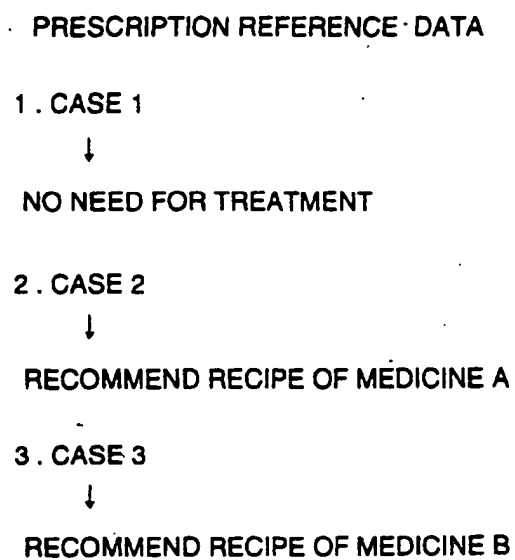 PRESCRIPTION REFERENCE DATA
1 . CASE 1
↓
NO NEED FOR TREATMENT
2 . CASE 2
↓
RECOMMEND RECIPE OF MEDICINE A
3 . CASE 3
↓
RECOMMEND RECIPE OF MEDICINE B